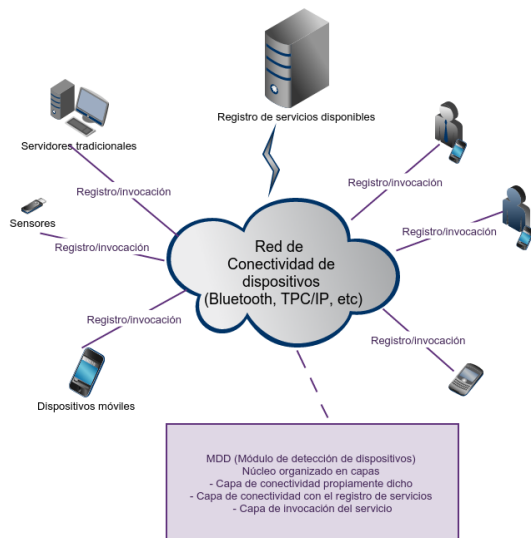 Registro de servicios disponibles
Servidores tradicionales
Registro/invocación
Registro/invocación
Sensores
Registro/invocación
Registro/invocación
Red de
Conectividad de
dispositivos
(Bluetooth, TPC/IP, etc)
Registro/invocación
Registro/invocación
Dispositivos móviles
MDD (Módulo de detección de dispositivos)
Núcleo organizado en capas
- Capa de conectividad propiamente dicho
- Capa de conectividad con el registro de servicios
- Capa de invocación del servicio